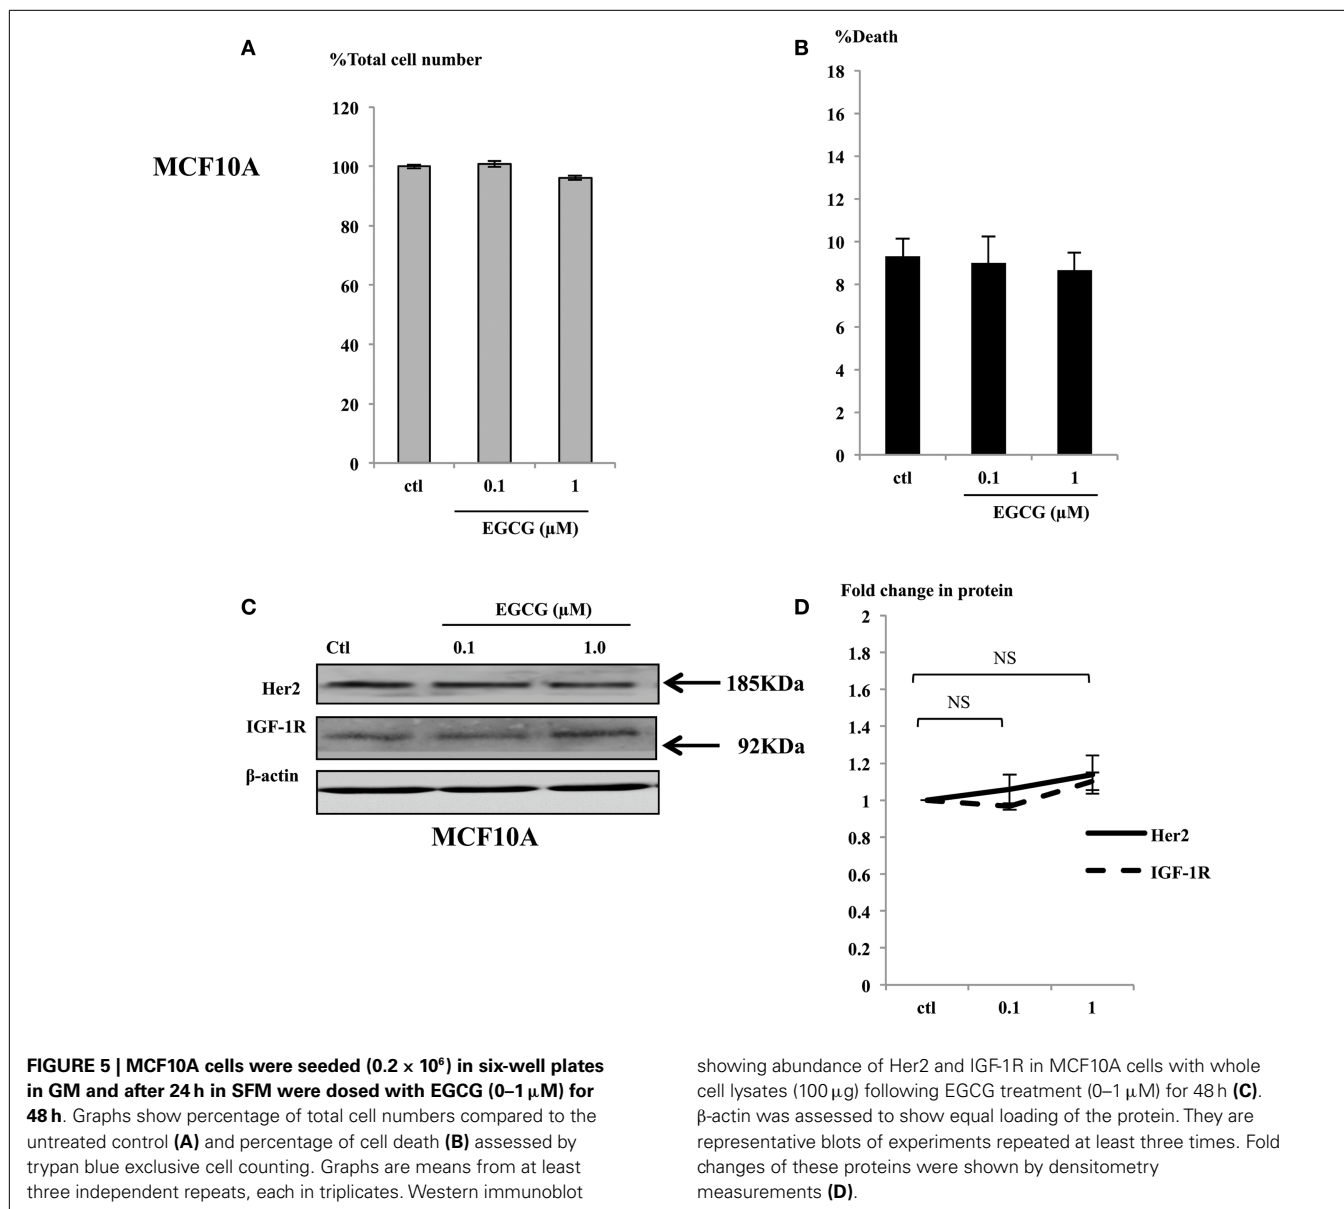 A
%Total cell number
120
100
80
60
40
20
0
MCF10A
ctl 0.1 1
EGCG (µM)
B
%Death
18
16
14
12
10
8
6
4
2
0
ctl 0.1 1
EGCG (µM)
C
EGCG (µM)
Ctl 0.1 1.0
Her2 185KDa
IGF-1R 92KDa
β-actin
MCF10A
D
Fold change in protein
2
1.8
1.6
1.4
1.2
1
0.8
0.6
0.4
0.2
0
NS
NS
Her2
IGF-1R
ctl 0.1 1
FIGURE 5 | MCF10A cells were seeded (0.2 × 10⁶) in six-well plates
in GM and after 24 h in SFM were dosed with EGCG (0–1 µM) for
48 h. Graphs show percentage of total cell numbers compared to the
untreated control (A) and percentage of cell death (B) assessed by
trypan blue exclusive cell counting. Graphs are means from at least
three independent repeats, each in triplicates. Western immunoblot
showing abundance of Her2 and IGF-1R in MCF10A cells with whole
cell lysates (100 µg) following EGCG treatment (0–1 µM) for 48 h (C).
β-actin was assessed to show equal loading of the protein. They are
representative blots of experiments repeated at least three times. Fold
changes of these proteins were shown by densitometry
measurements (D).